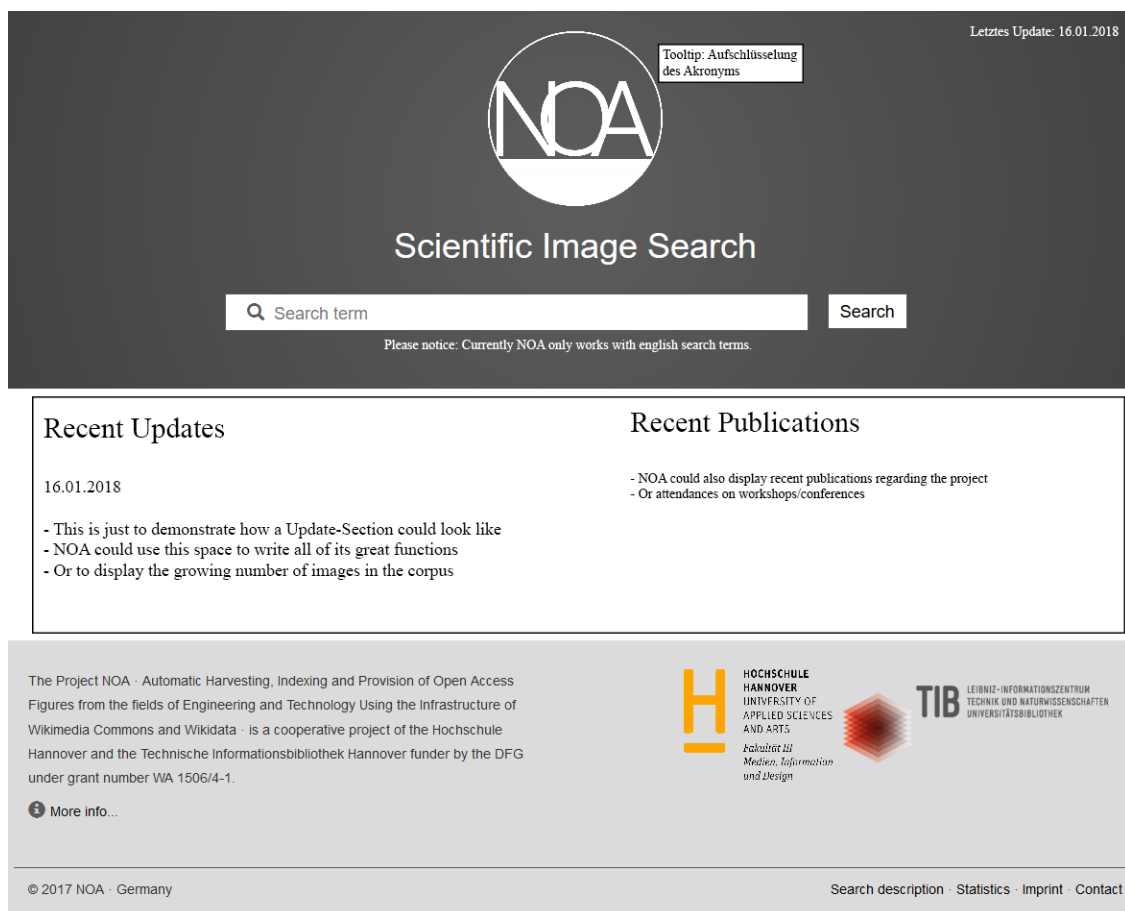 Letztes Update: 16.01.2018
NOA
Tooltip: Aufschlüsselung
des Akronyms
Scientific Image Search
Search term
Search
Please notice: Currently NOA only works with english search terms.
Recent Updates
16.01.2018
- This is just to demonstrate how a Update-Section could look like
- NOA could use this space to write all of its great functions
- Or to display the growing number of images in the corpus
Recent Publications
- NOA could also display recent publications regarding the project
- Or attendances on workshops/conferences
The Project NOA · Automatic Harvesting, Indexing and Provision of Open Access
Figures from the fields of Engineering and Technology Using the Infrastructure of
Wikimedia Commons and Wikidata · is a cooperative project of the Hochschule
Hannover and the Technische Informationsbibliothek Hannover funder by the DFG
under grant number WA 1506/4-1.
More info...
H
HOCHSCHULE
HANNOVER
UNIVERSITY OF
APPLIED SCIENCES
AND ARTS
Fakultät III
Medien, Information
und Design
TIB
LEIBNIZ-INFORMATIONSZENTRUM
TECHNIK UND NATURWISSENSCHAFTEN
UNIVERSITÄTSBIBLIOTHEK
© 2017 NOA · Germany
Search description · Statistics · Imprint · Contact